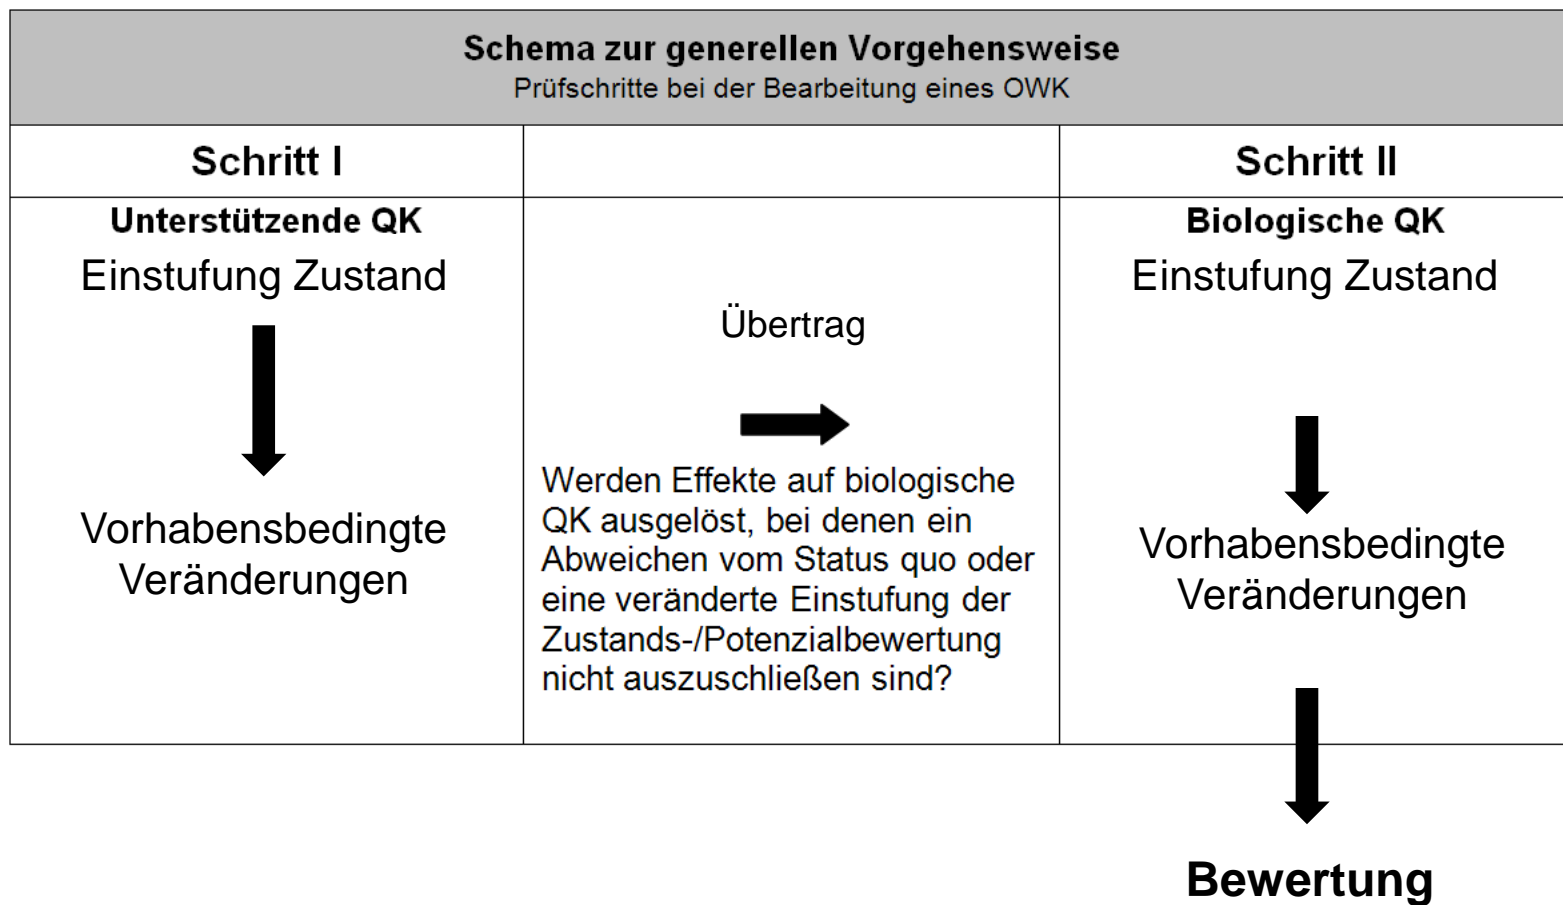 Schema zur generellen Vorgehensweise
Prüfschritte bei der Bearbeitung eines OWK
Schritt I
Schritt II
Unterstützende QK
Einstufung Zustand
Vorhabensbedingte
Veränderungen
Übertrag
Werden Effekte auf biologische
QK ausgelöst, bei denen ein
Abweichen vom Status quo oder
eine veränderte Einstufung der
Zustands-/Potenzialbewertung
nicht auszuschließen sind?
Biologische QK
Einstufung Zustand
Vorhabensbedingte
Veränderungen
Bewertung